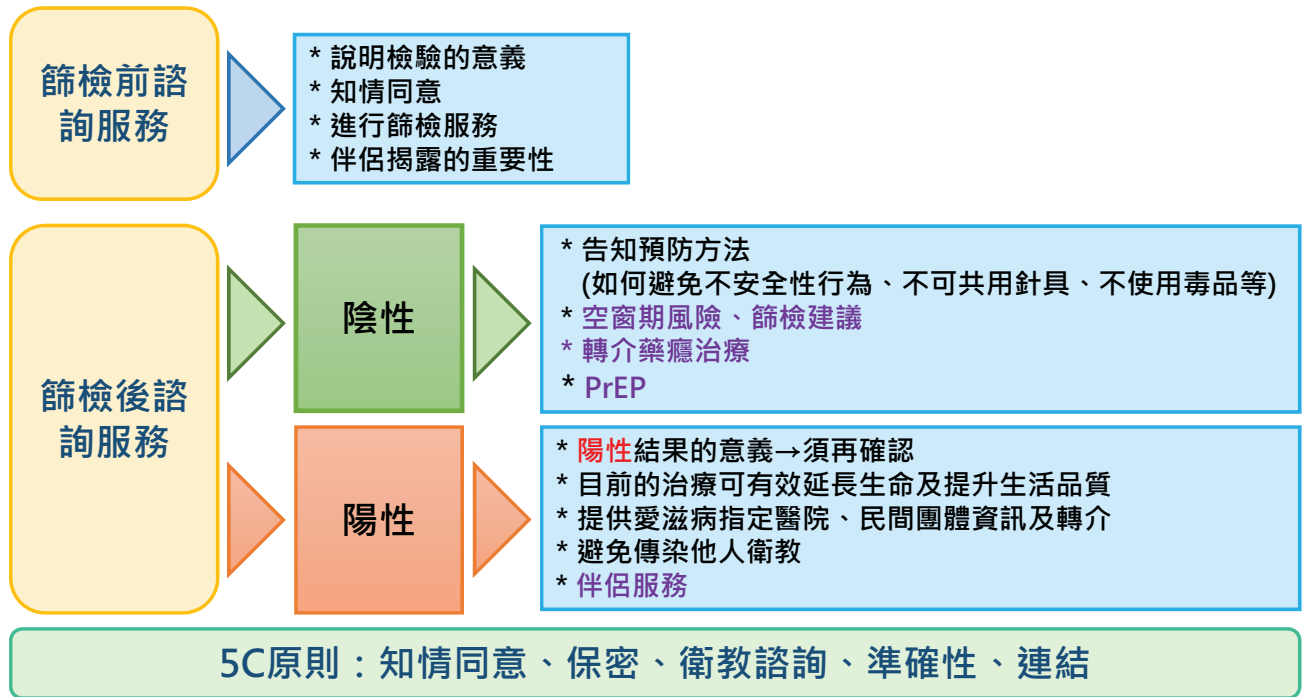 篩檢前諮
詢服務
* 說明檢驗的意義
* 知情同意
* 進行篩檢服務
* 伴侶揭露的重要性
篩檢後諮
詢服務
陰性
* 告知預防方法
(如何避免不安全性行為、不可共用針具、不使用毒品等)
* 空窗期風險、篩檢建議
* 轉介藥癮治療
* PrEP
陽性
* 陽性結果的意義→須再確認
* 目前的治療可有效延長生命及提升生活品質
* 提供愛滋病指定醫院、民間團體資訊及轉介
* 避免傳染他人衛教
* 伴侶服務
5C原則：知情同意、保密、衛教諮詢、準確性、連結